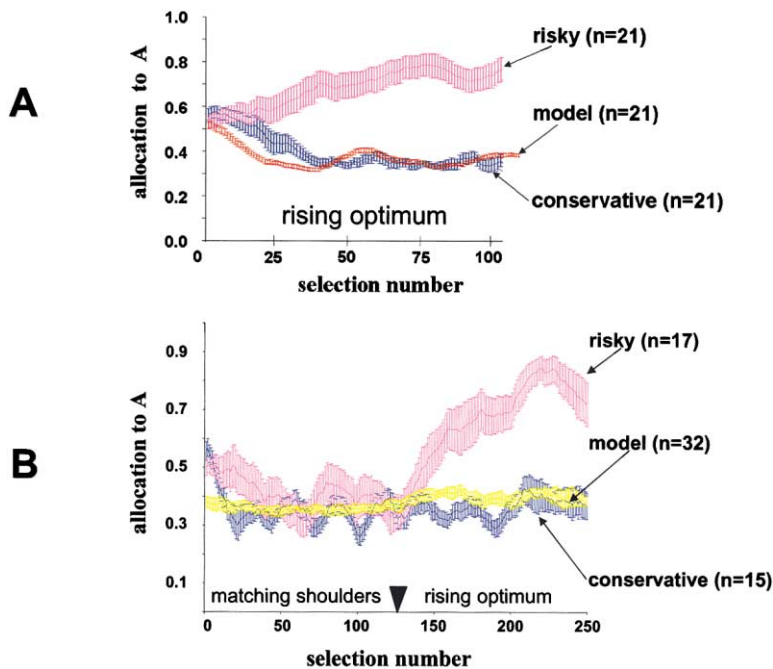 A
allocation to A
1.0
0.8
0.6
0.4
0.2
0.0
risky (n=21)
model (n=21)
conservative (n=21)
rising optimum
0 25 50 75 100
selection number
B
allocation to A
0.9
0.7
0.5
0.3
0.1
risky (n=17)
model (n=32)
conservative (n=15)
matching shoulders rising optimum
0 50 100 150 200 250
selection number